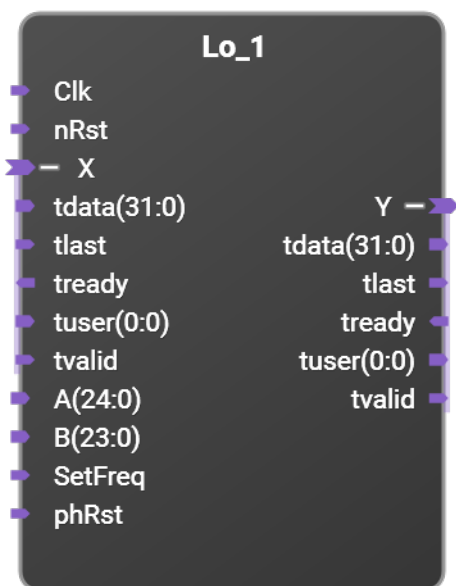 Lo_1
Clk
nRst
X
tdata(31:0)
tlast
tready
tuser(0:0)
tvalid
A(24:0)
B(23:0)
SetFreq
phRst
Y
tdata(31:0)
tlast
tready
tuser(0:0)
tvalid